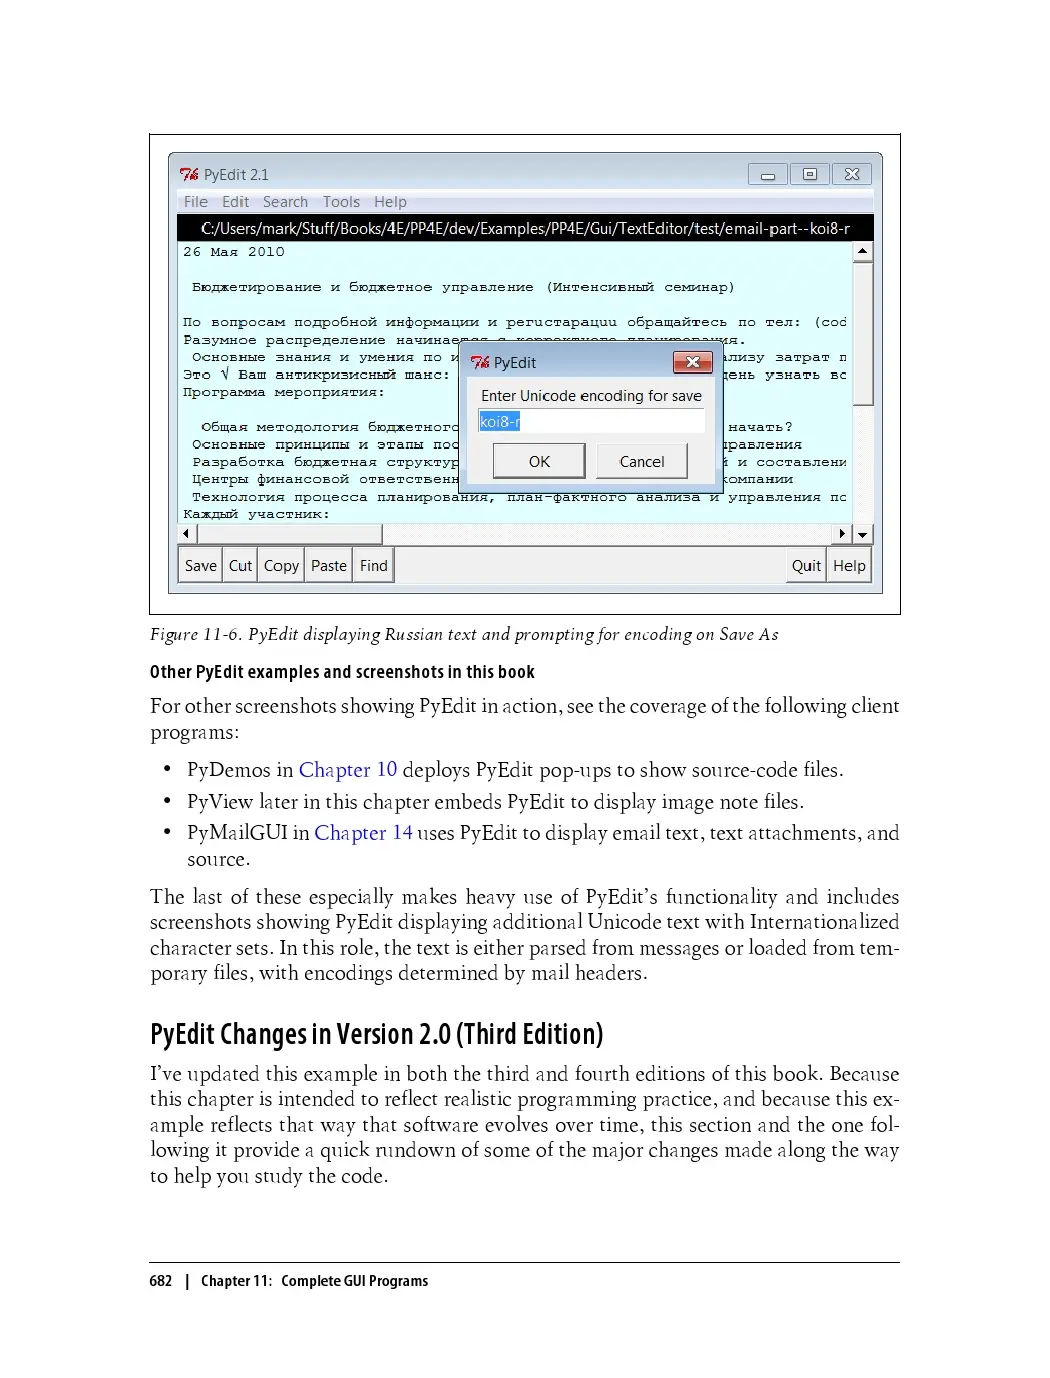 PyEdit 2.1
File Edit Search Tools Help
C:/Users/mark/Stuff/Books/4E/PP4E/dev/Examples/PP4E/Gui/TextEditor/test/email-part--koi8-r
26 Мая 2010
Бюджетирование и бюджетное управление (Интенсивный семинар)
По вопросам подробной информации и регистрации обращайтесь по тел: (cod
Разумное распределение начинается с корректного планирования.
Основные знания и умения по и
ализу затрат п
Это √ Ваш антикризисный шанс:
день узнать вс
Программа мероприятия:
Общая методология бюджетного
начать?
Основные принципы и этапы пос
правления
Разработка бюджетная структур
й и составлени
Центры финансовой ответственн
компании
Технология процесса планирования, план-фактного анализа и управления по
Каждый участник:
PyEdit
Enter Unicode encoding for save
koi8-r
OK Cancel
Save Cut Copy Paste Find Quit Help
Figure 11-6. PyEdit displaying Russian text and prompting for encoding on Save As
Other PyEdit examples and screenshots in this book
For other screenshots showing PyEdit in action, see the coverage of the following client
programs:
• PyDemos in Chapter 10 deploys PyEdit pop-ups to show source-code files.
• PyView later in this chapter embeds PyEdit to display image note files.
• PyMailGUI in Chapter 14 uses PyEdit to display email text, text attachments, and
source.
The last of these especially makes heavy use of PyEdit’s functionality and includes
screenshots showing PyEdit displaying additional Unicode text with Internationalized
character sets. In this role, the text is either parsed from messages or loaded from tem-
porary files, with encodings determined by mail headers.
PyEdit Changes in Version 2.0 (Third Edition)
I’ve updated this example in both the third and fourth editions of this book. Because
this chapter is intended to reflect realistic programming practice, and because this ex-
ample reflects that way that software evolves over time, this section and the one fol-
lowing it provide a quick rundown of some of the major changes made along the way
to help you study the code.
682 | Chapter 11: Complete GUI Programs